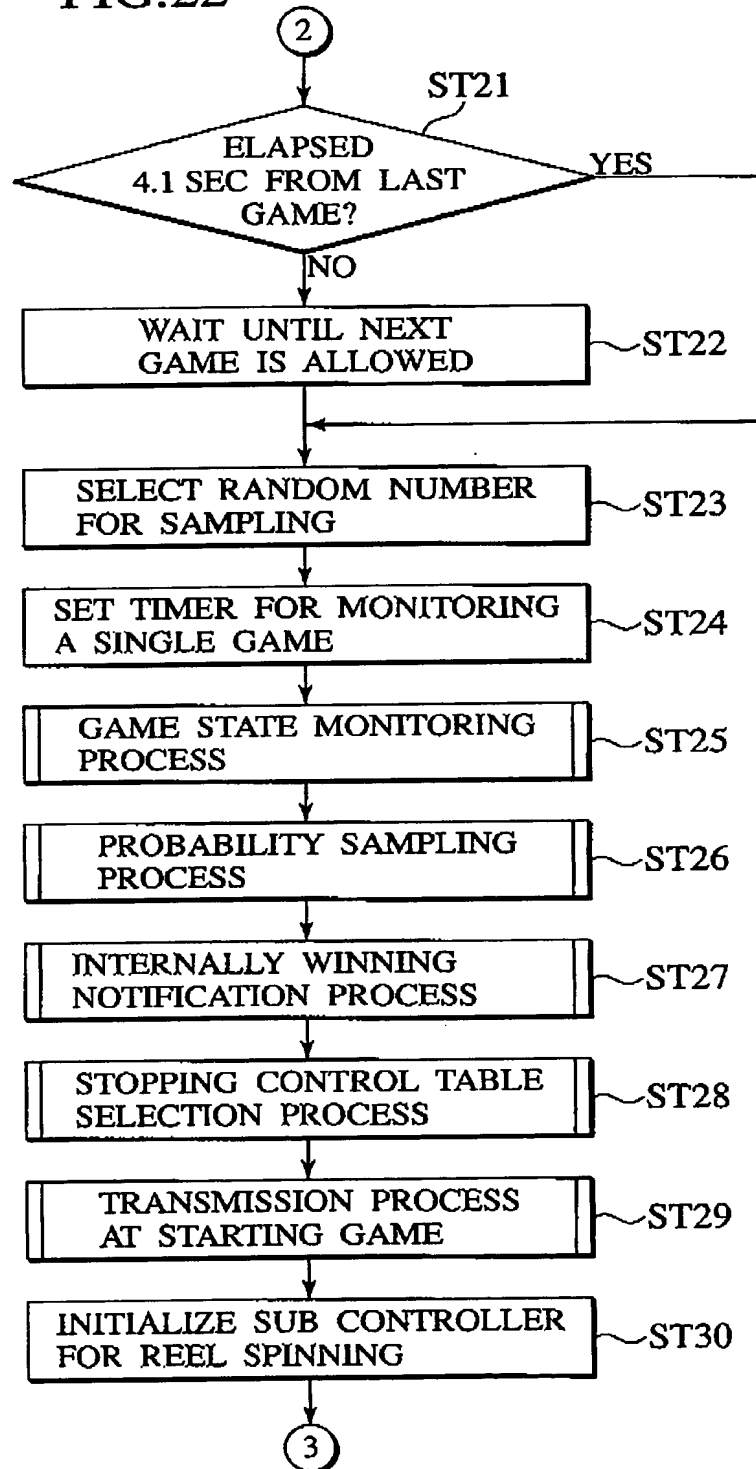 FIG.22
2
ST21
ELAPSED
4.1 SEC FROM LAST
GAME?
YES
NO
WAIT UNTIL NEXT
GAME IS ALLOWED
ST22
SELECT RANDOM NUMBER
FOR SAMPLING
ST23
SET TIMER FOR MONITORING
A SINGLE GAME
ST24
GAME STATE MONITORING
PROCESS
ST25
PROBABILITY SAMPLING
PROCESS
ST26
INTERNALLY WINNING
NOTIFICATION PROCESS
ST27
STOPPING CONTROL TABLE
SELECTION PROCESS
ST28
TRANSMISSION PROCESS
AT STARTING GAME
ST29
INITIALIZE SUB CONTROLLER
FOR REEL SPINNING
ST30
3